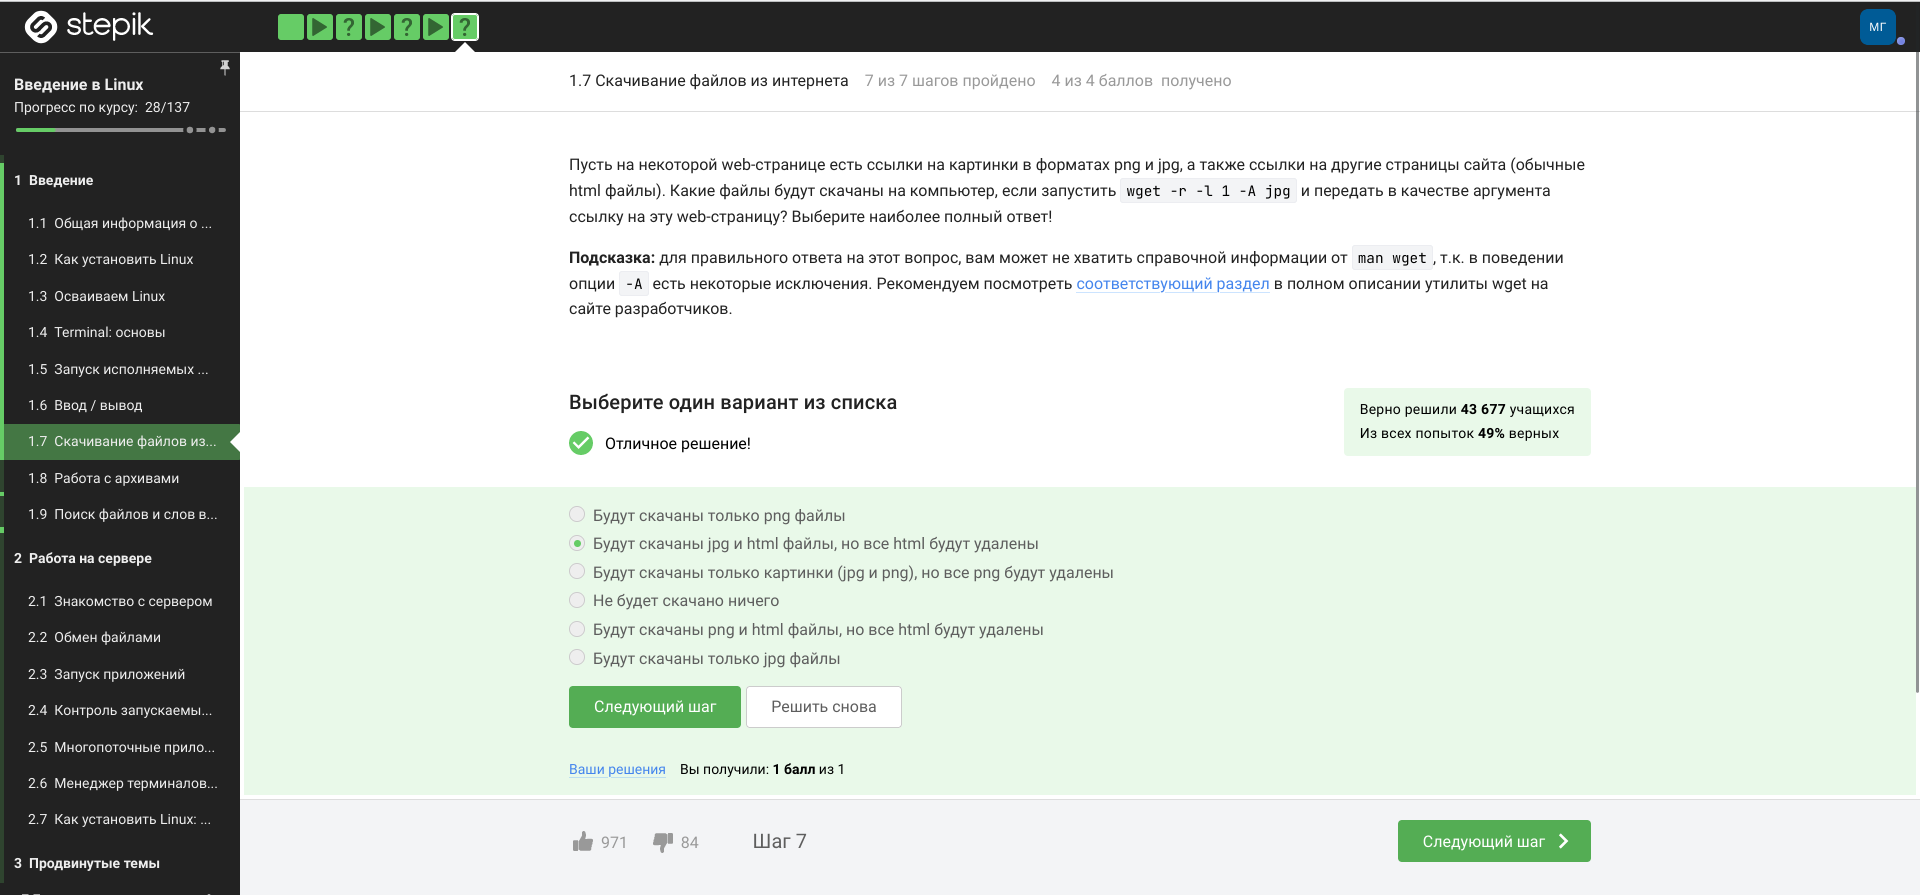 stepik
?
?
?
МГ
Введение в Linux
Прогресс по курсу: 28/137
1 Введение
1.1 Общая информация о ...
1.2 Как установить Linux
1.3 Осваиваем Linux
1.4 Terminal: основы
1.5 Запуск исполняемых ...
1.6 Ввод / вывод
1.7 Скачивание файлов из...
1.8 Работа с архивами
1.9 Поиск файлов и слов в...
2 Работа на сервере
2.1 Знакомство с сервером
2.2 Обмен файлами
2.3 Запуск приложений
2.4 Контроль запускаемы...
2.5 Многопоточные прило...
2.6 Менеджер терминалов...
2.7 Как установить Linux: ...
3 Продвинутые темы
1.7 Скачивание файлов из интернета 7 из 7 шагов пройдено 4 из 4 баллов получено
Пусть на некоторой web-странице есть ссылки на картинки в форматах png и jpg, а также ссылки на другие страницы сайта (обычные
html файлы). Какие файлы будут скачаны на компьютер, если запустить wget -r -l 1 -A jpg и передать в качестве аргумента
ссылку на эту web-страницу? Выберите наиболее полный ответ!
Подсказка: для правильного ответа на этот вопрос, вам может не хватить справочной информации от man wget, т.к. в поведении
опции -A есть некоторые исключения. Рекомендуем посмотреть соответствующий раздел в полном описании утилиты wget на
сайте разработчиков.
Выберите один вариант из списка
Отличное решение!
Верно решили 43 677 учащихся
Из всех попыток 49% верных
Будут скачаны только png файлы
Будут скачаны jpg и html файлы, но все html будут удалены
Будут скачаны только картинки (jpg и png), но все png будут удалены
Не будет скачано ничего
Будут скачаны png и html файлы, но все html будут удалены
Будут скачаны только jpg файлы
Следующий шаг
Решить снова
Ваши решения Вы получили: 1 балл из 1
971
84
Шаг 7
Следующий шаг